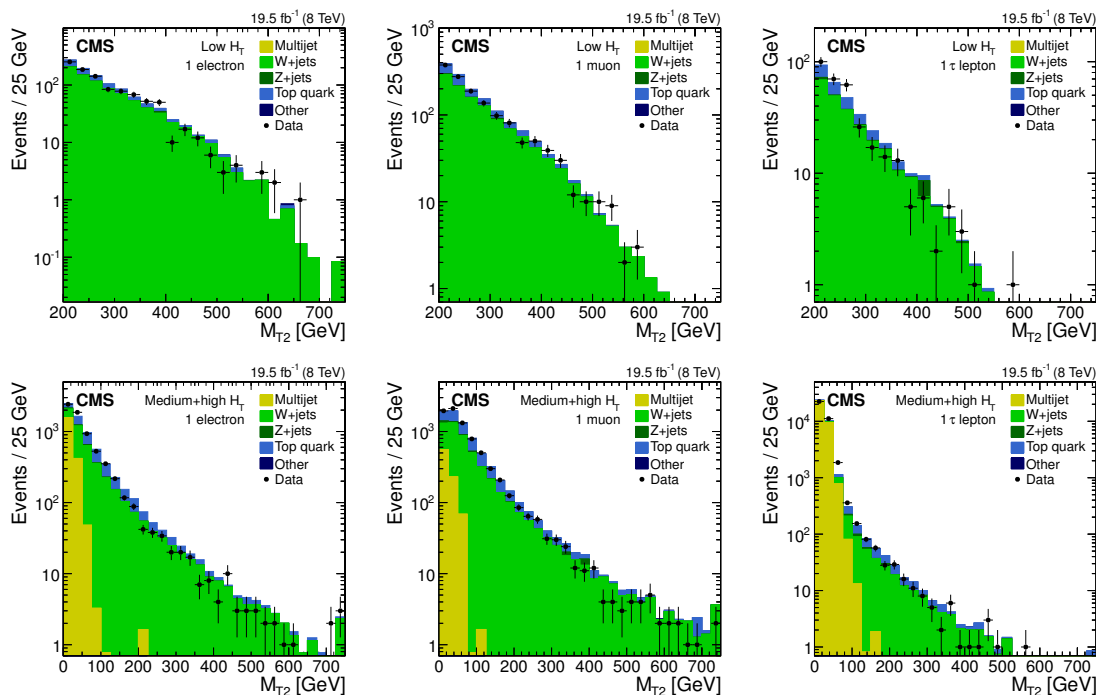 19.5 fb⁻¹ (8 TeV)
Events / 25 GeV
CMS
Low H_T
1 electron
Multijet
W+jets
Z+jets
Top quark
Other
Data
10²
10
1
10⁻¹
200 300 400 500 600 700
M_T2 [GeV]
19.5 fb⁻¹ (8 TeV)
Events / 25 GeV
CMS
Low H_T
1 muon
Multijet
W+jets
Z+jets
Top quark
Other
Data
10³
10²
10
1
200 300 400 500 600 700
M_T2 [GeV]
19.5 fb⁻¹ (8 TeV)
Events / 25 GeV
CMS
Low H_T
1 τ lepton
Multijet
W+jets
Z+jets
Top quark
Other
Data
10²
10
1
200 300 400 500 600 700
M_T2 [GeV]
19.5 fb⁻¹ (8 TeV)
Events / 25 GeV
CMS
Medium+high H_T
1 electron
Multijet
W+jets
Z+jets
Top quark
Other
Data
10³
10²
10
1
0 100 200 300 400 500 600 700
M_T2 [GeV]
19.5 fb⁻¹ (8 TeV)
Events / 25 GeV
CMS
Medium+high H_T
1 muon
Multijet
W+jets
Z+jets
Top quark
Other
Data
10³
10²
10
1
0 100 200 300 400 500 600 700
M_T2 [GeV]
19.5 fb⁻¹ (8 TeV)
Events / 25 GeV
CMS
Medium+high H_T
1 τ lepton
Multijet
W+jets
Z+jets
Top quark
Other
Data
10⁴
10³
10²
10
1
0 100 200 300 400 500 600 700
M_T2 [GeV]